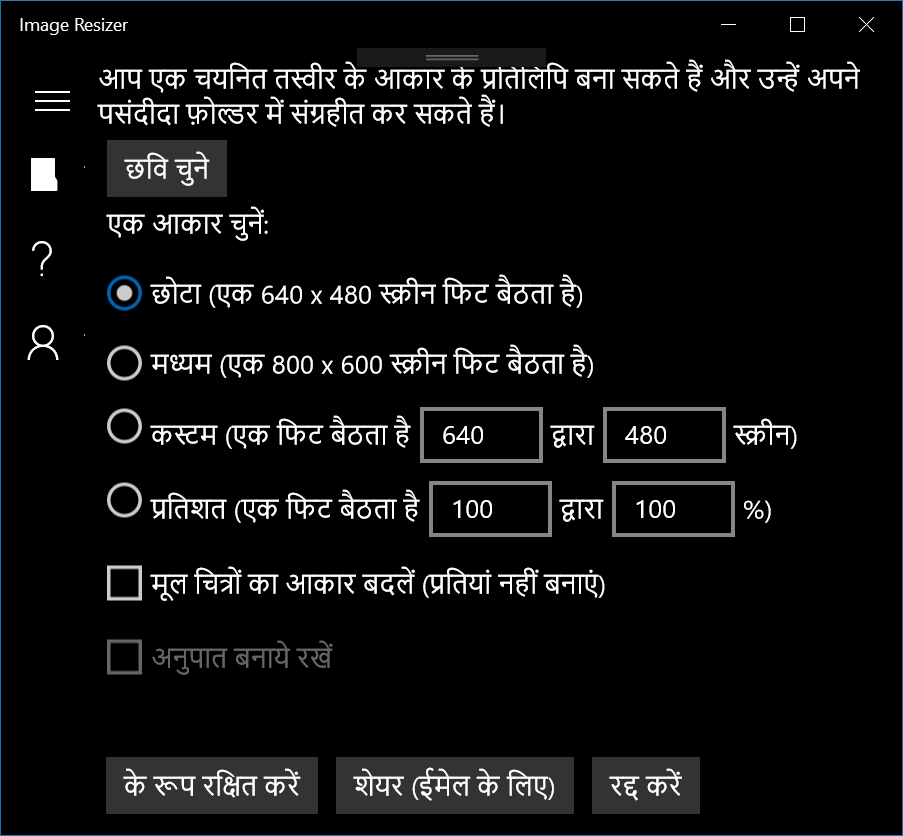 Image Resizer
आप एक चयनित तस्वीर के आकार के प्रतिलिपि बना सकते हैं और उन्हें अपने
पसंदीदा फ़ोल्डर में संग्रहीत कर सकते हैं।
छवि चुने
एक आकार चुनें:
छोटा (एक 640 x 480 स्क्रीन फिट बैठता है)
मध्यम (एक 800 x 600 स्क्रीन फिट बैठता है)
कस्टम (एक फिट बैठता है 640 द्वारा 480 स्क्रीन)
प्रतिशत (एक फिट बैठता है 100 द्वारा 100 %)
मूल चित्रों का आकार बदलें (प्रतियां नहीं बनाएं)
अनुपात बनाये रखें
के रूप रक्षित करें शेयर (ईमेल के लिए) रद्द करें